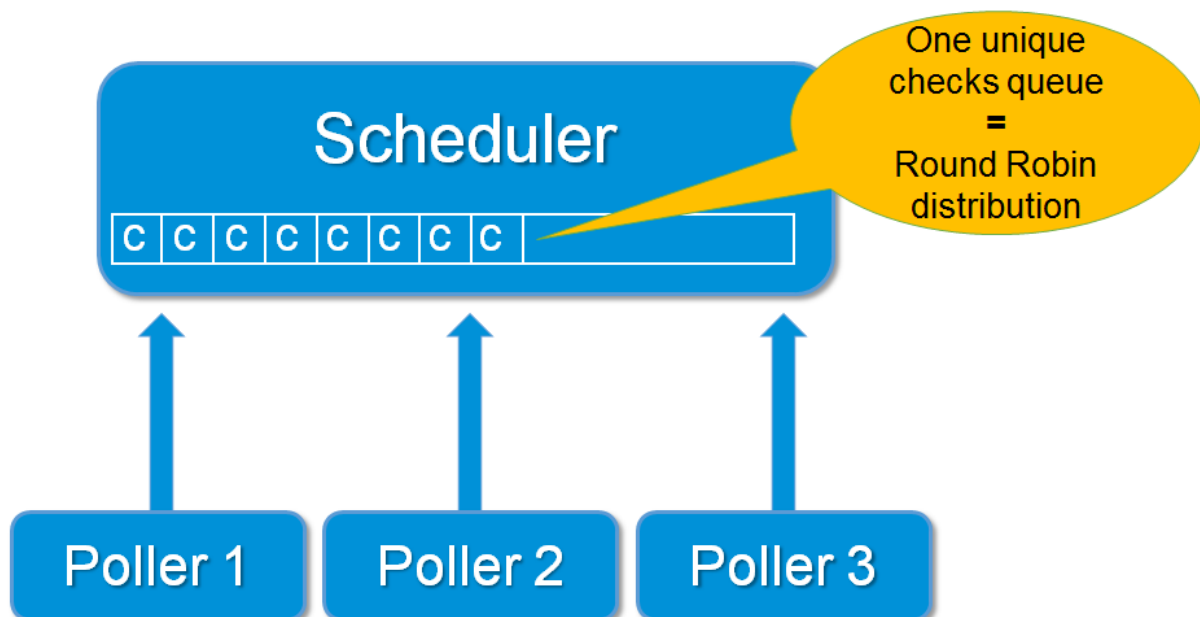 One unique
checks queue
=
Round Robin
distribution
Scheduler
C C C C C C C C
Poller 1
Poller 2
Poller 3